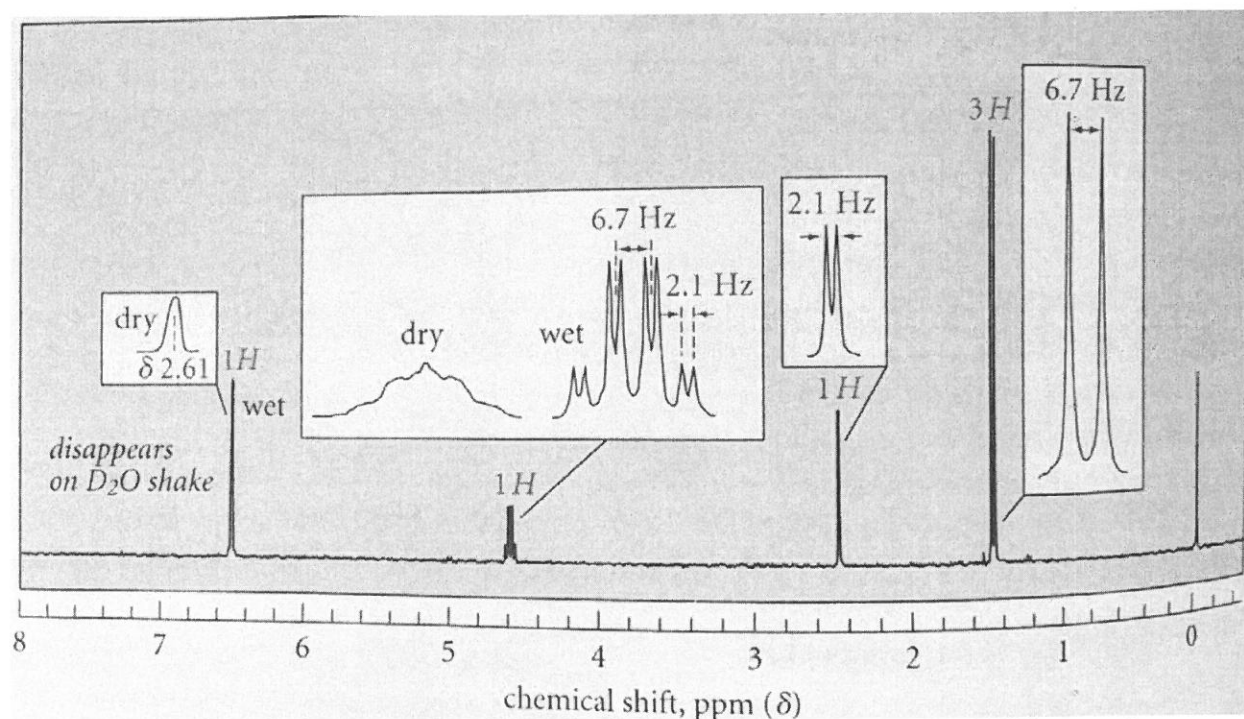 6.7 Hz
3H
6.7 Hz
2.1 Hz
2.1 Hz
dry
δ 2.61
1H
wet
dry
wet
1H
disappears
on D₂O shake
1H
8 7 6 5 4 3 2 1 0
chemical shift, ppm (δ)